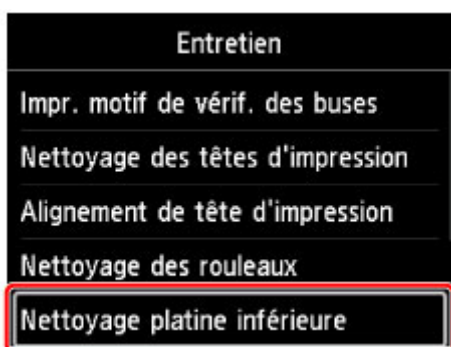 Entretien
Impr. motif de vérif. des buses
Nettoyage des têtes d'impression
Alignement de tête d'impression
Nettoyage des rouleaux
Nettoyage platine inférieure